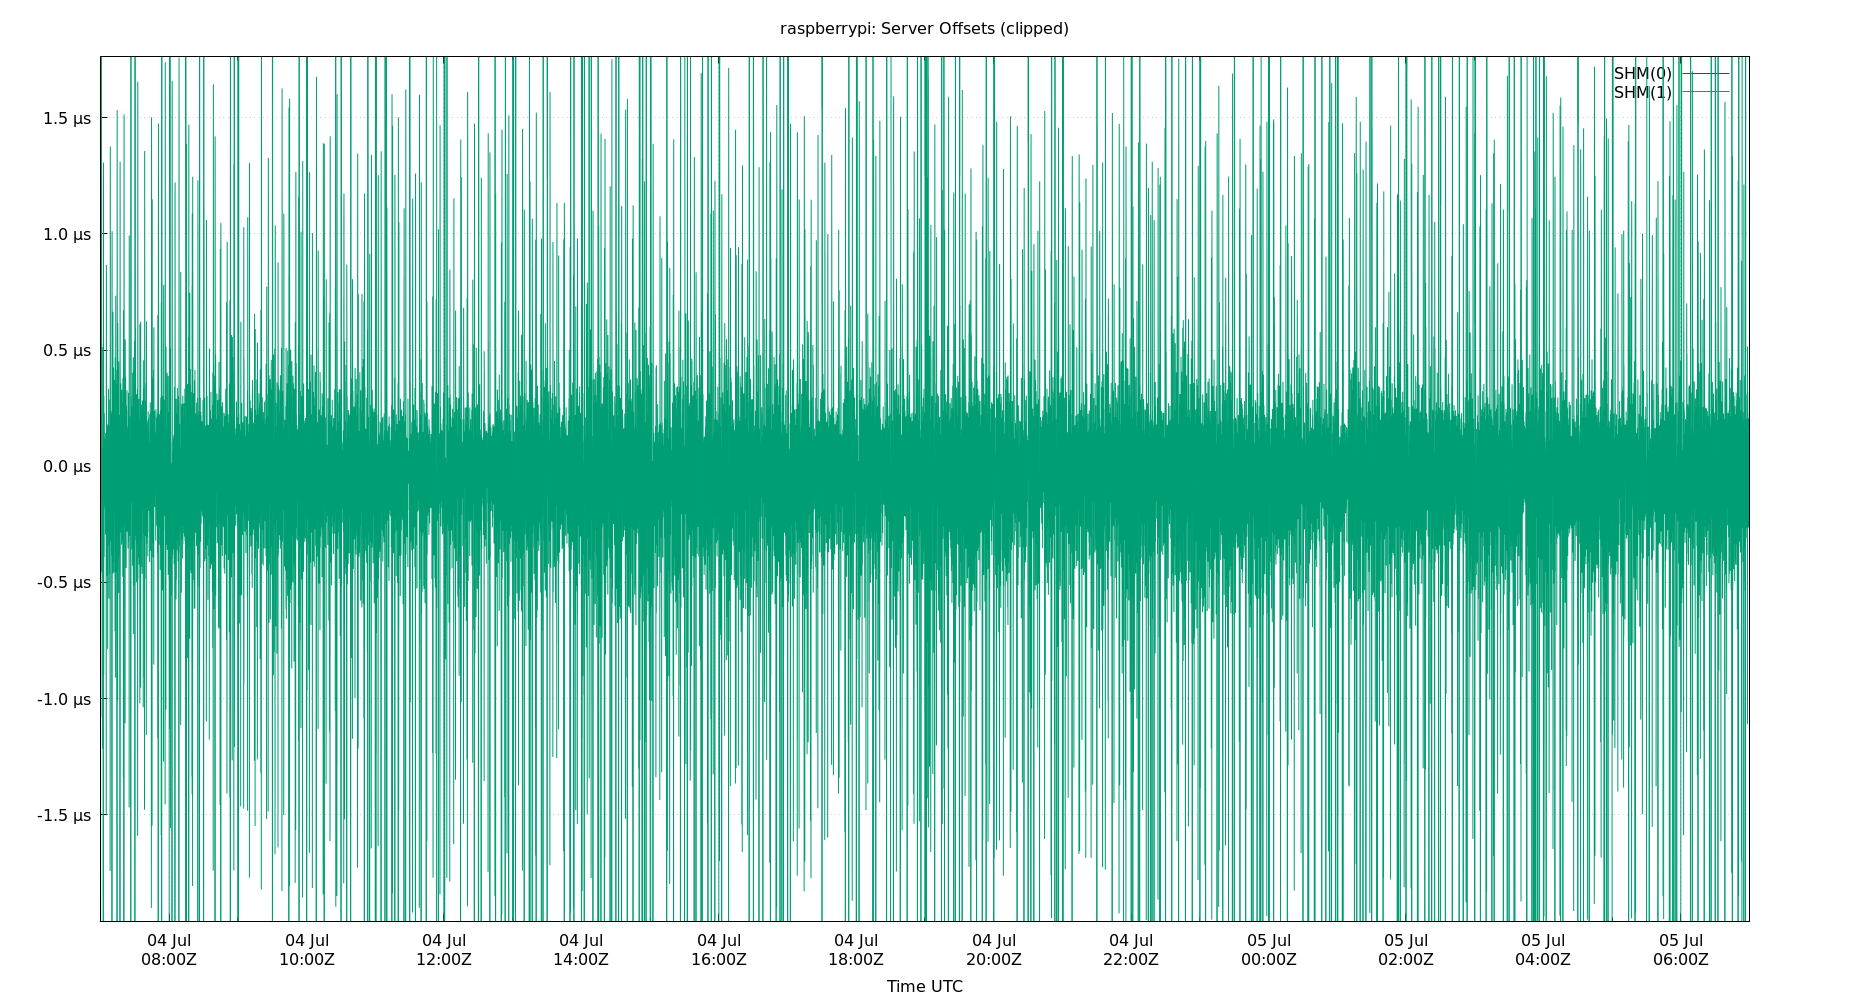 raspberrypi: Server Offsets (clipped)
SHM(0)
SHM(1)
1.5 µs
1.0 µs
0.5 µs
0.0 µs
-0.5 µs
-1.0 µs
-1.5 µs
04 Jul 04 Jul 04 Jul 04 Jul 04 Jul 04 Jul 04 Jul 04 Jul 05 Jul 05 Jul 05 Jul 05 Jul
08:00Z 10:00Z 12:00Z 14:00Z 16:00Z 18:00Z 20:00Z 22:00Z 00:00Z 02:00Z 04:00Z 06:00Z
Time UTC